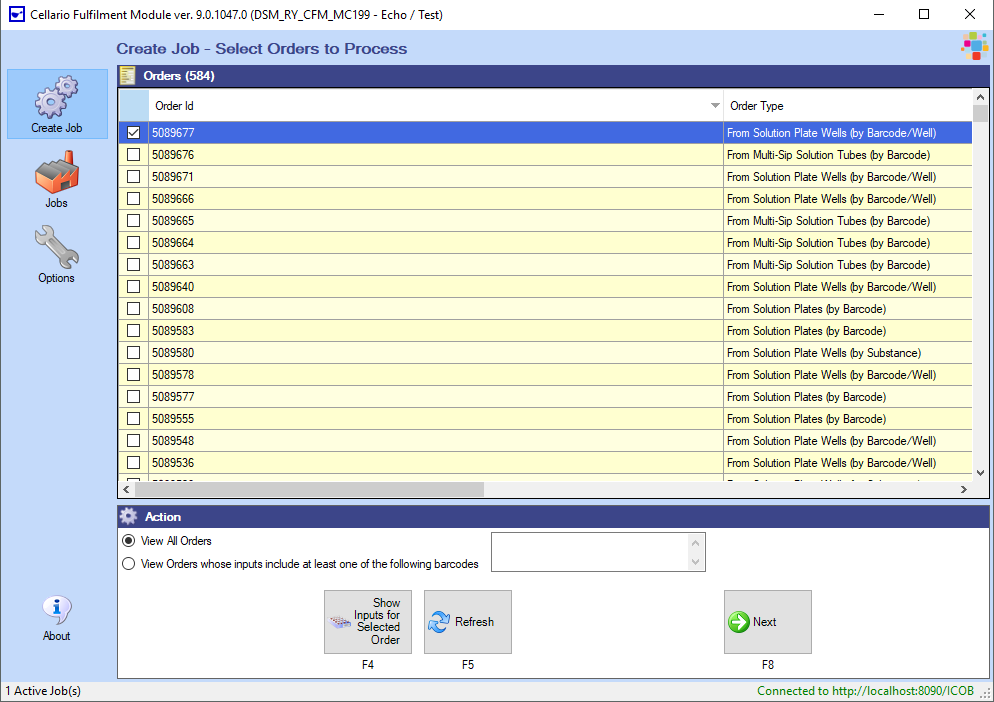 Cellario Fulfilment Module ver. 9.0.1047.0 (DSM_RY_CFM_MC199 - Echo / Test)
Create Job - Select Orders to Process
Create Job
Jobs
Options
About
Orders (584)
Order Id Order Type
5089677 From Solution Plate Wells (by Barcode/Well)
5089676 From Multi-Sip Solution Tubes (by Barcode)
5089671 From Solution Plate Wells (by Barcode/Well)
5089666 From Solution Plate Wells (by Barcode/Well)
5089665 From Multi-Sip Solution Tubes (by Barcode)
5089664 From Multi-Sip Solution Tubes (by Barcode)
5089663 From Multi-Sip Solution Tubes (by Barcode)
5089640 From Solution Plate Wells (by Barcode/Well)
5089608 From Solution Plates (by Barcode)
5089583 From Solution Plates (by Barcode)
5089580 From Solution Plate Wells (by Substance)
5089578 From Solution Plate Wells (by Barcode/Well)
5089577 From Solution Plates (by Barcode)
5089555 From Solution Plates (by Barcode)
5089548 From Solution Plate Wells (by Barcode/Well)
5089536 From Solution Plate Wells (by Barcode/Well)
Action
View All Orders
View Orders whose inputs include at least one of the following barcodes
Show
Inputs for
Selected
Order
F4
Refresh
F5
Next
F8
1 Active Job(s)
Connected to http://localhost:8090/ICOB